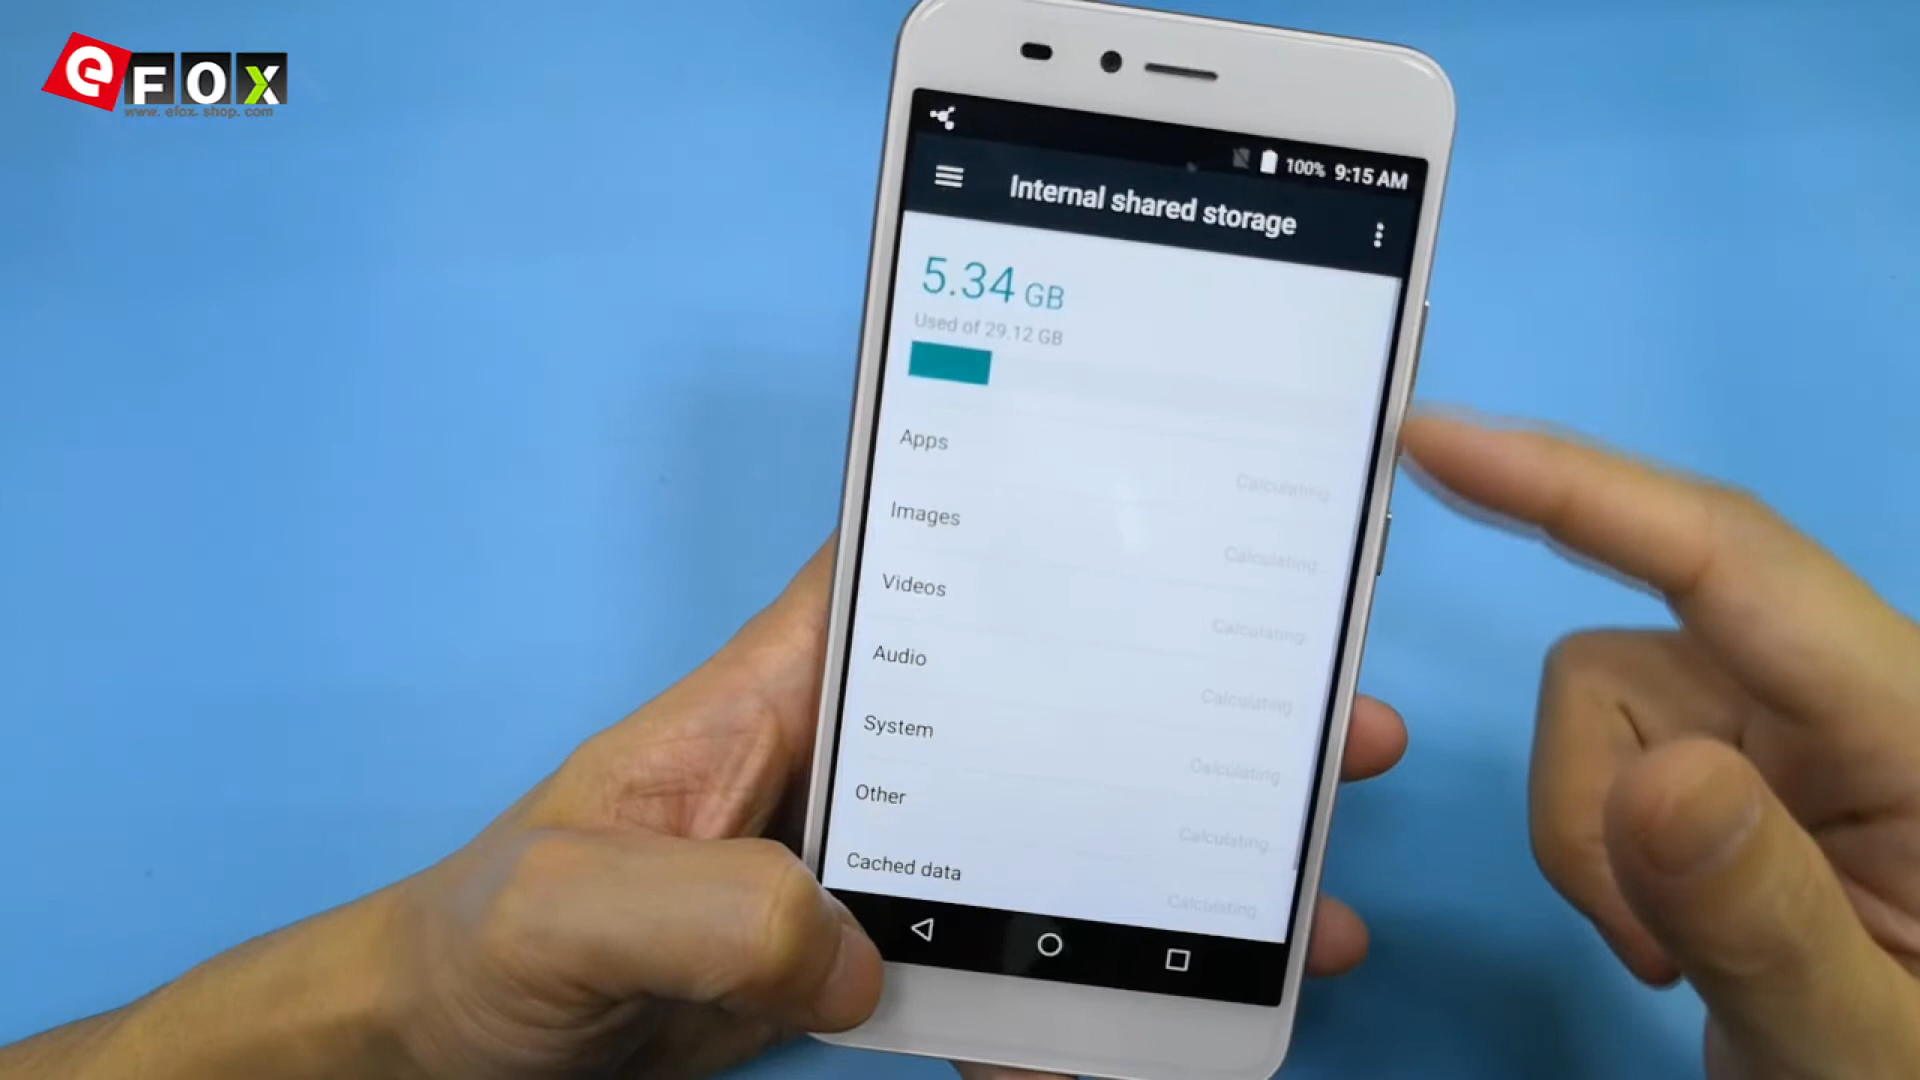 eFOX
www.efox-shop.com
100% 9:15 AM
Internal shared storage
5.34 GB
Used of 29.12 GB
Apps
Calculating...
Images
Calculating...
Videos
Calculating...
Audio
Calculating...
System
Calculating...
Other
Calculating...
Cached data
Calculating...